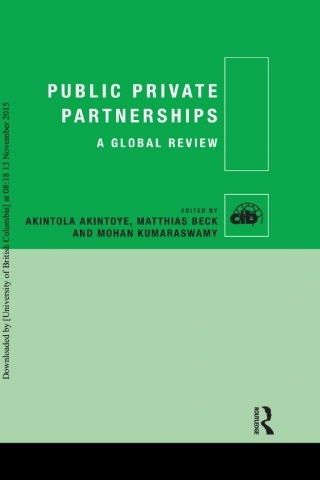 PUBLIC PRIVATE
PARTNERSHIPS
A GLOBAL REVIEW
EDITED BY
AKINTOLA AKINTOYE, MATTHIAS BECK
AND MOHAN KUMARASWAMY
cib
Downloaded by [University of British Columbia] at 08:18 13 November 2015
ROUTLEDGE